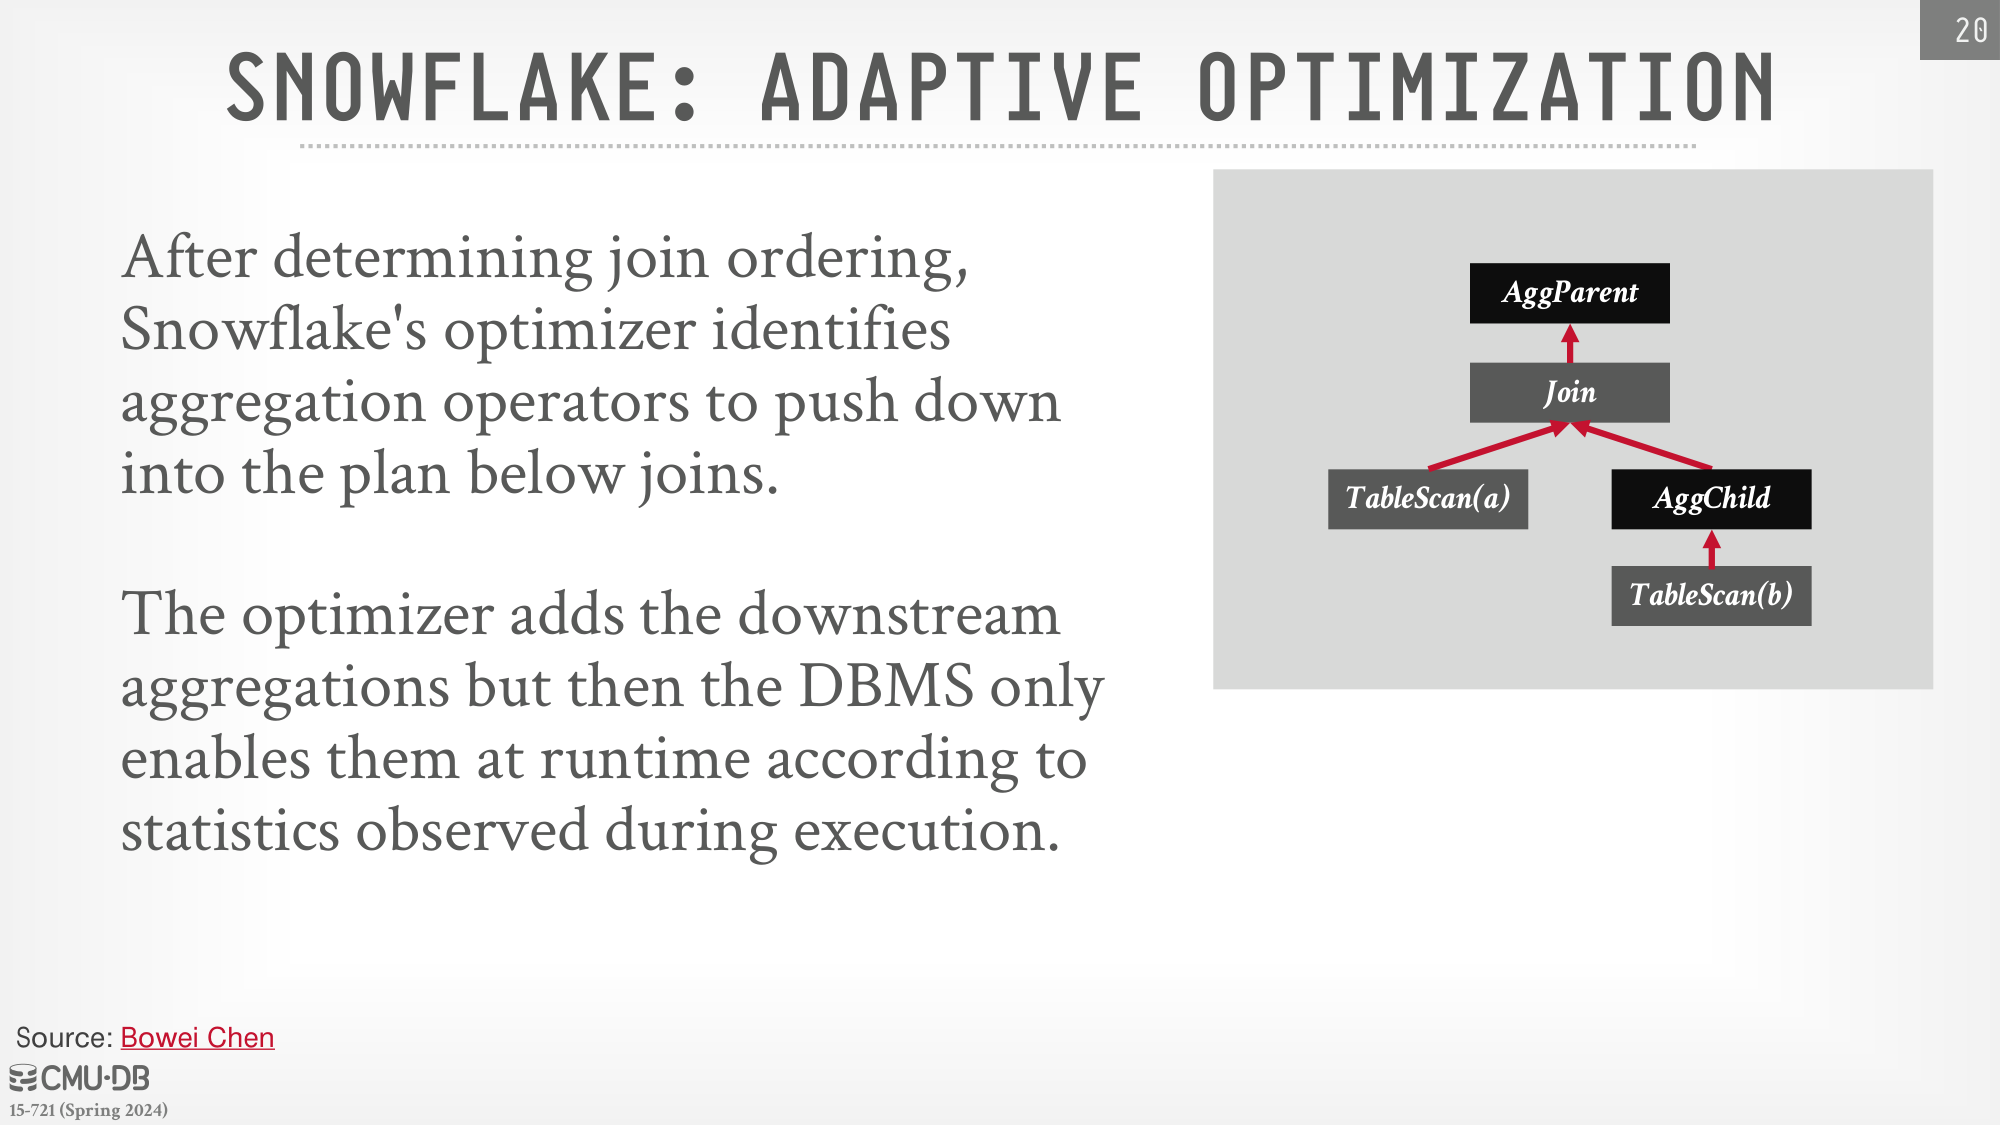 20
SNOWFLAKE: ADAPTIVE OPTIMIZATION
After determining join ordering,
Snowflake's optimizer identifies
aggregation operators to push down
into the plan below joins.
The optimizer adds the downstream
aggregations but then the DBMS only
enables them at runtime according to
statistics observed during execution.
AggParent
Join
TableScan(a)
AggChild
TableScan(b)
Source: Bowei Chen
CMU·DB
15-721 (Spring 2024)